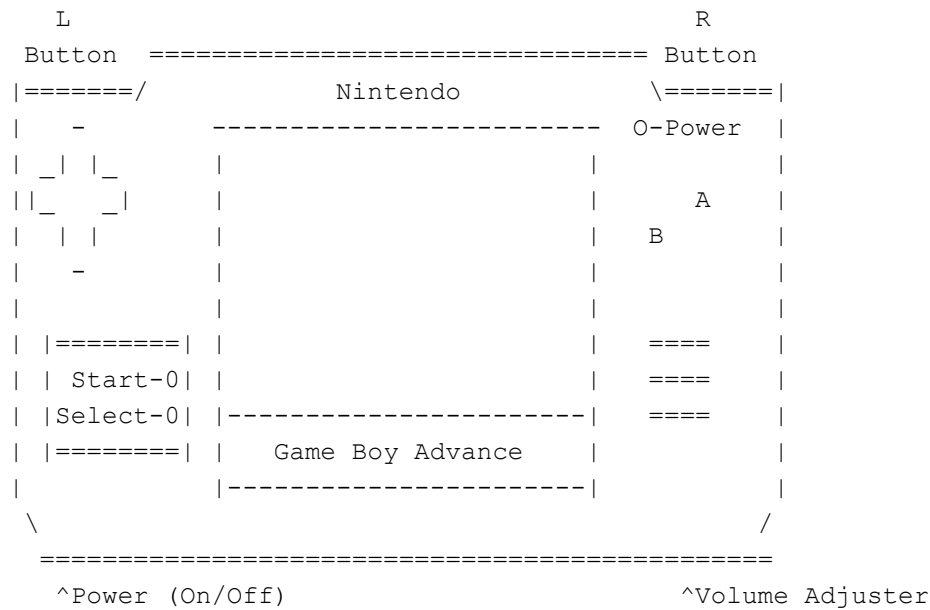 L R
Button Button
Nintendo
O-Power
A
B
Start-0
Select-0
Game Boy Advance
^Power (On/Off) ^Volume Adjuster